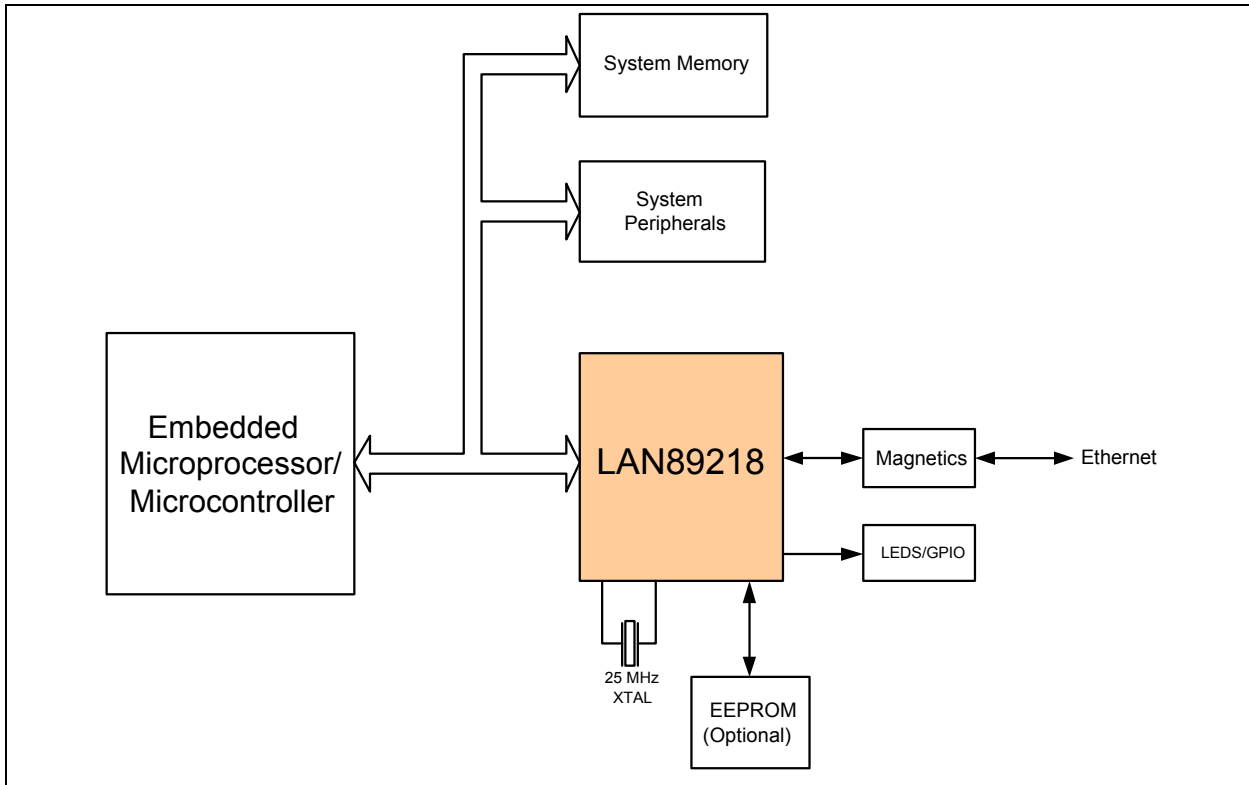 System Memory
System
Peripherals
Embedded
Microprocessor/
Microcontroller
LAN89218
Magnetics
Ethernet
LEDS/GPIO
25 MHz
XTAL
EEPROM
(Optional)